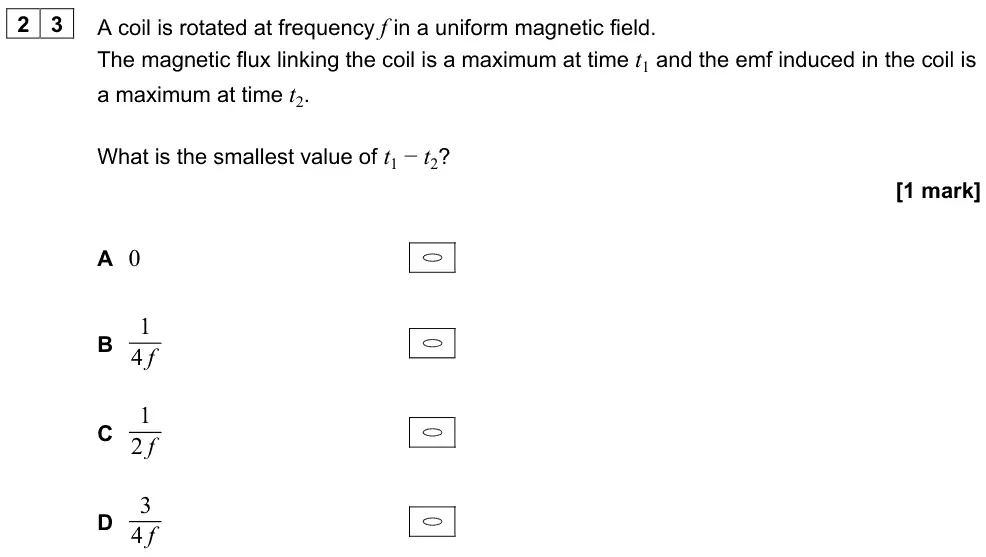 2 3 A coil is rotated at frequency f in a uniform magnetic field.
The magnetic flux linking the coil is a maximum at time t₁ and the emf induced in the coil is
a maximum at time t₂.
What is the smallest value of t₁ − t₂?
[1 mark]
A 0
B 1/4f
C 1/2f
D 3/4f